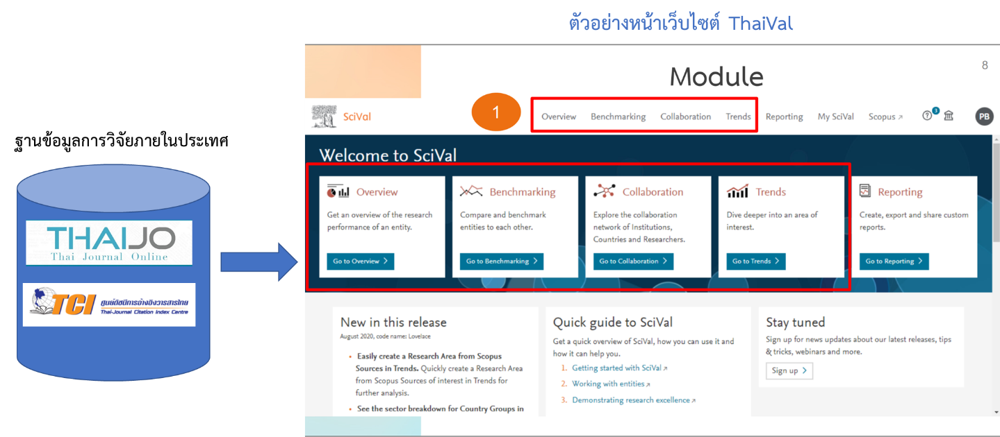 ตัวอย่างหน้าเว็บไซต์ ThaiVal
Module
8
1
SciVal
Overview Benchmarking Collaboration Trends Reporting My SciVal Scopus 3 PB
ฐานข้อมูลการวิจัยภายในประเทศ
THAIJO
Thai Journal Online
TCI
ศูนย์ดัชนีการอ้างอิงวารสารไทย
Thai-Journal Citation Index Centre
Welcome to SciVal
Overview
Get an overview of the research
performance of an entity.
Go to Overview >
Benchmarking
Compare and benchmark
entities to each other.
Go to Benchmarking >
Collaboration
Explore the collaboration
network of Institutions,
Countries and Researchers.
Go to Collaboration >
Trends
Dive deeper into an area of
interest.
Go to Trends >
Reporting
Create, export and share custom
reports.
Go to Reporting >
New in this release
August 2020, code name: Lovelace
• Easily create a Research Area from Scopus
Sources in Trends. Quickly create a Research Area
from Scopus Sources of interest in Trends for
further analysis.
• See the sector breakdown for Country Groups in
Quick guide to SciVal
Get a quick overview of SciVal, how you can use it and
how it can help you.
1. Getting started with SciVal
2. Working with entities
3. Demonstrating research excellence
Stay tuned
Sign up for news updates about our latest releases, tips
& tricks, webinars and more.
Sign up >